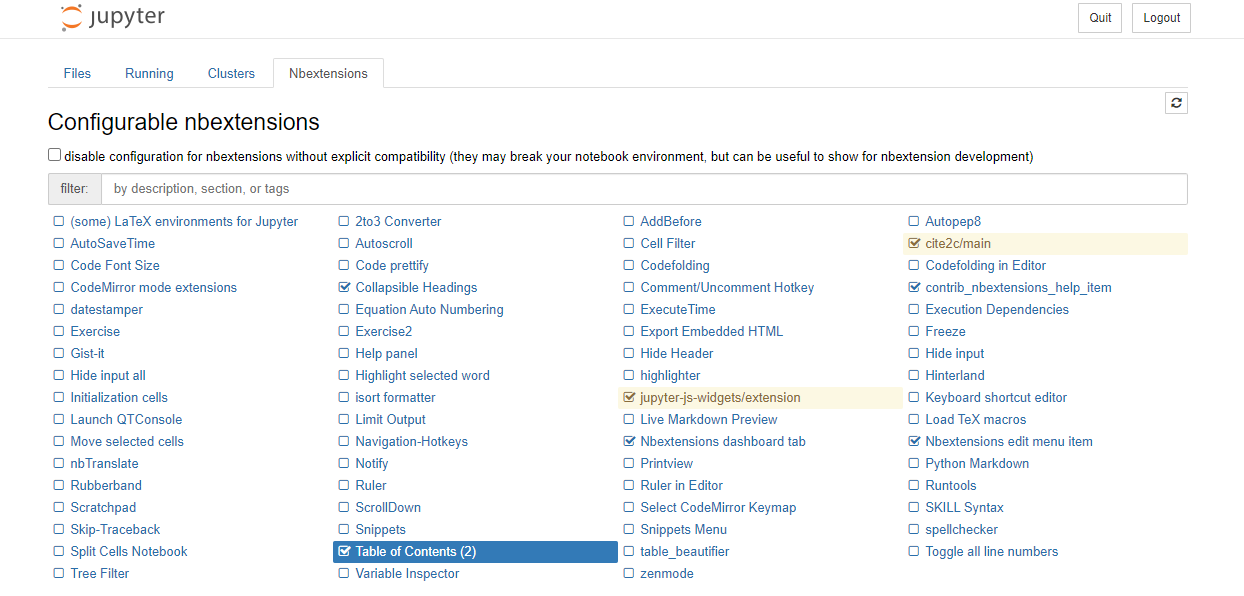 jupyter Quit Logout
Files Running Clusters Nbextensions
Configurable nbextensions
disable configuration for nbextensions without explicit compatibility (they may break your notebook environment, but can be useful to show for nbextension development)
filter: by description, section, or tags
(some) LaTeX environments for Jupyter 2to3 Converter AddBefore Autopep8
AutoSaveTime Autoscroll Cell Filter cite2c/main
Code Font Size Code prettify Codefolding Codefolding in Editor
CodeMirror mode extensions Collapsible Headings Comment/Uncomment Hotkey contrib_nbextensions_help_item
datestamper Equation Auto Numbering ExecuteTime Execution Dependencies
Exercise Exercise2 Export Embedded HTML Freeze
Gist-it Help panel Hide Header Hide input
Hide input all Highlight selected word highlighter Hinterland
Initialization cells isort formatter jupyter-js-widgets/extension Keyboard shortcut editor
Launch QTConsole Limit Output Live Markdown Preview Load TeX macros
Move selected cells Navigation-Hotkeys Nbextensions dashboard tab Nbextensions edit menu item
nbTranslate Notify Printview Python Markdown
Rubberband Ruler Ruler in Editor Runtools
Scratchpad ScrollDown Select CodeMirror Keymap SKILL Syntax
Skip-Traceback Snippets Snippets Menu spellchecker
Split Cells Notebook Table of Contents (2) table_beautifier Toggle all line numbers
Tree Filter Variable Inspector zenmode